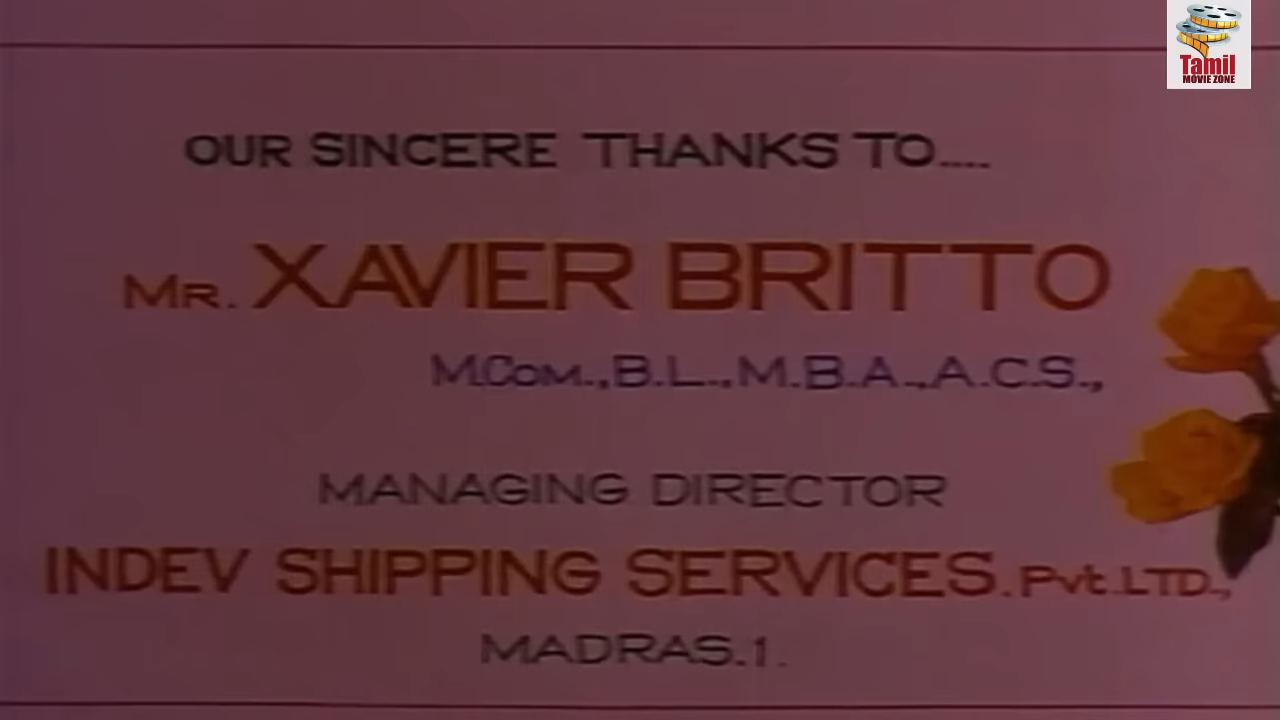 Tamil
MOVIE ZONE
OUR SINCERE THANKS TO....
MR. XAVIER BRITTO
M.COM., B.L., M.B.A., A.C.S.,
MANAGING DIRECTOR
INDEV SHIPPING SERVICES. Pvt. LTD.,
MADRAS.1.